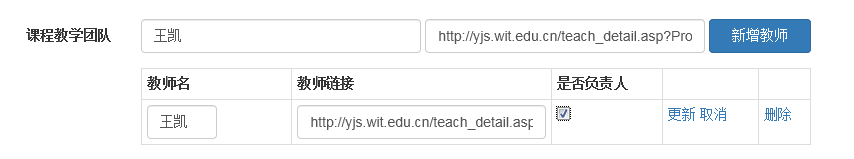 课程教学团队 王凯 http://yjs.wit.edu.cn/teach_detail.asp?Pro 新增教师
教师名 教师链接 是否负责人
王凯 http://yjs.wit.edu.cn/teach_detail.asp 更新 取消 删除